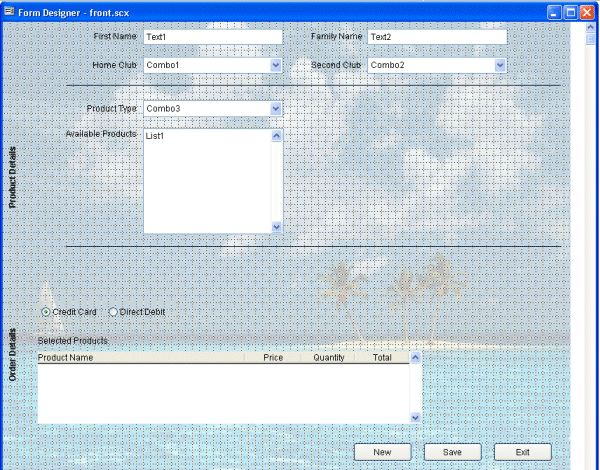 Form Designer - front.scx
First Name Text1 Family Name Text2
Home Club Combo1 Second Club Combo2
Product Type Combo3
Available Products List1
Product Details
Credit Card Direct Debit
Order Details
Selected Products
Product Name Price Quantity Total
New Save Exit